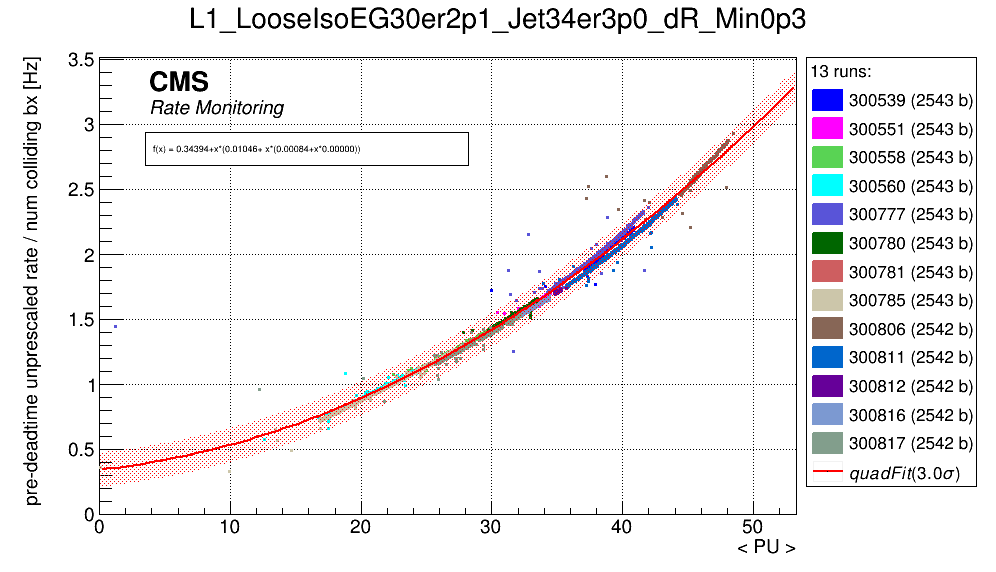 L1_LooseIsoEG30er2p1_Jet34er3p0_dR_Min0p3
pre-deadtime unprescaled rate / num colliding bx [Hz]
3.5
3
2.5
2
1.5
1
0.5
0
CMS
Rate Monitoring
f(x) = 0.34394+x*(0.01046+ x*(0.00084+x*0.00000))
0 10 20 30 40 50
< PU >
13 runs:
300539 (2543 b)
300551 (2543 b)
300558 (2543 b)
300560 (2543 b)
300777 (2543 b)
300780 (2543 b)
300781 (2543 b)
300785 (2543 b)
300806 (2542 b)
300811 (2542 b)
300812 (2542 b)
300816 (2542 b)
300817 (2542 b)
quadFit(3.0σ)